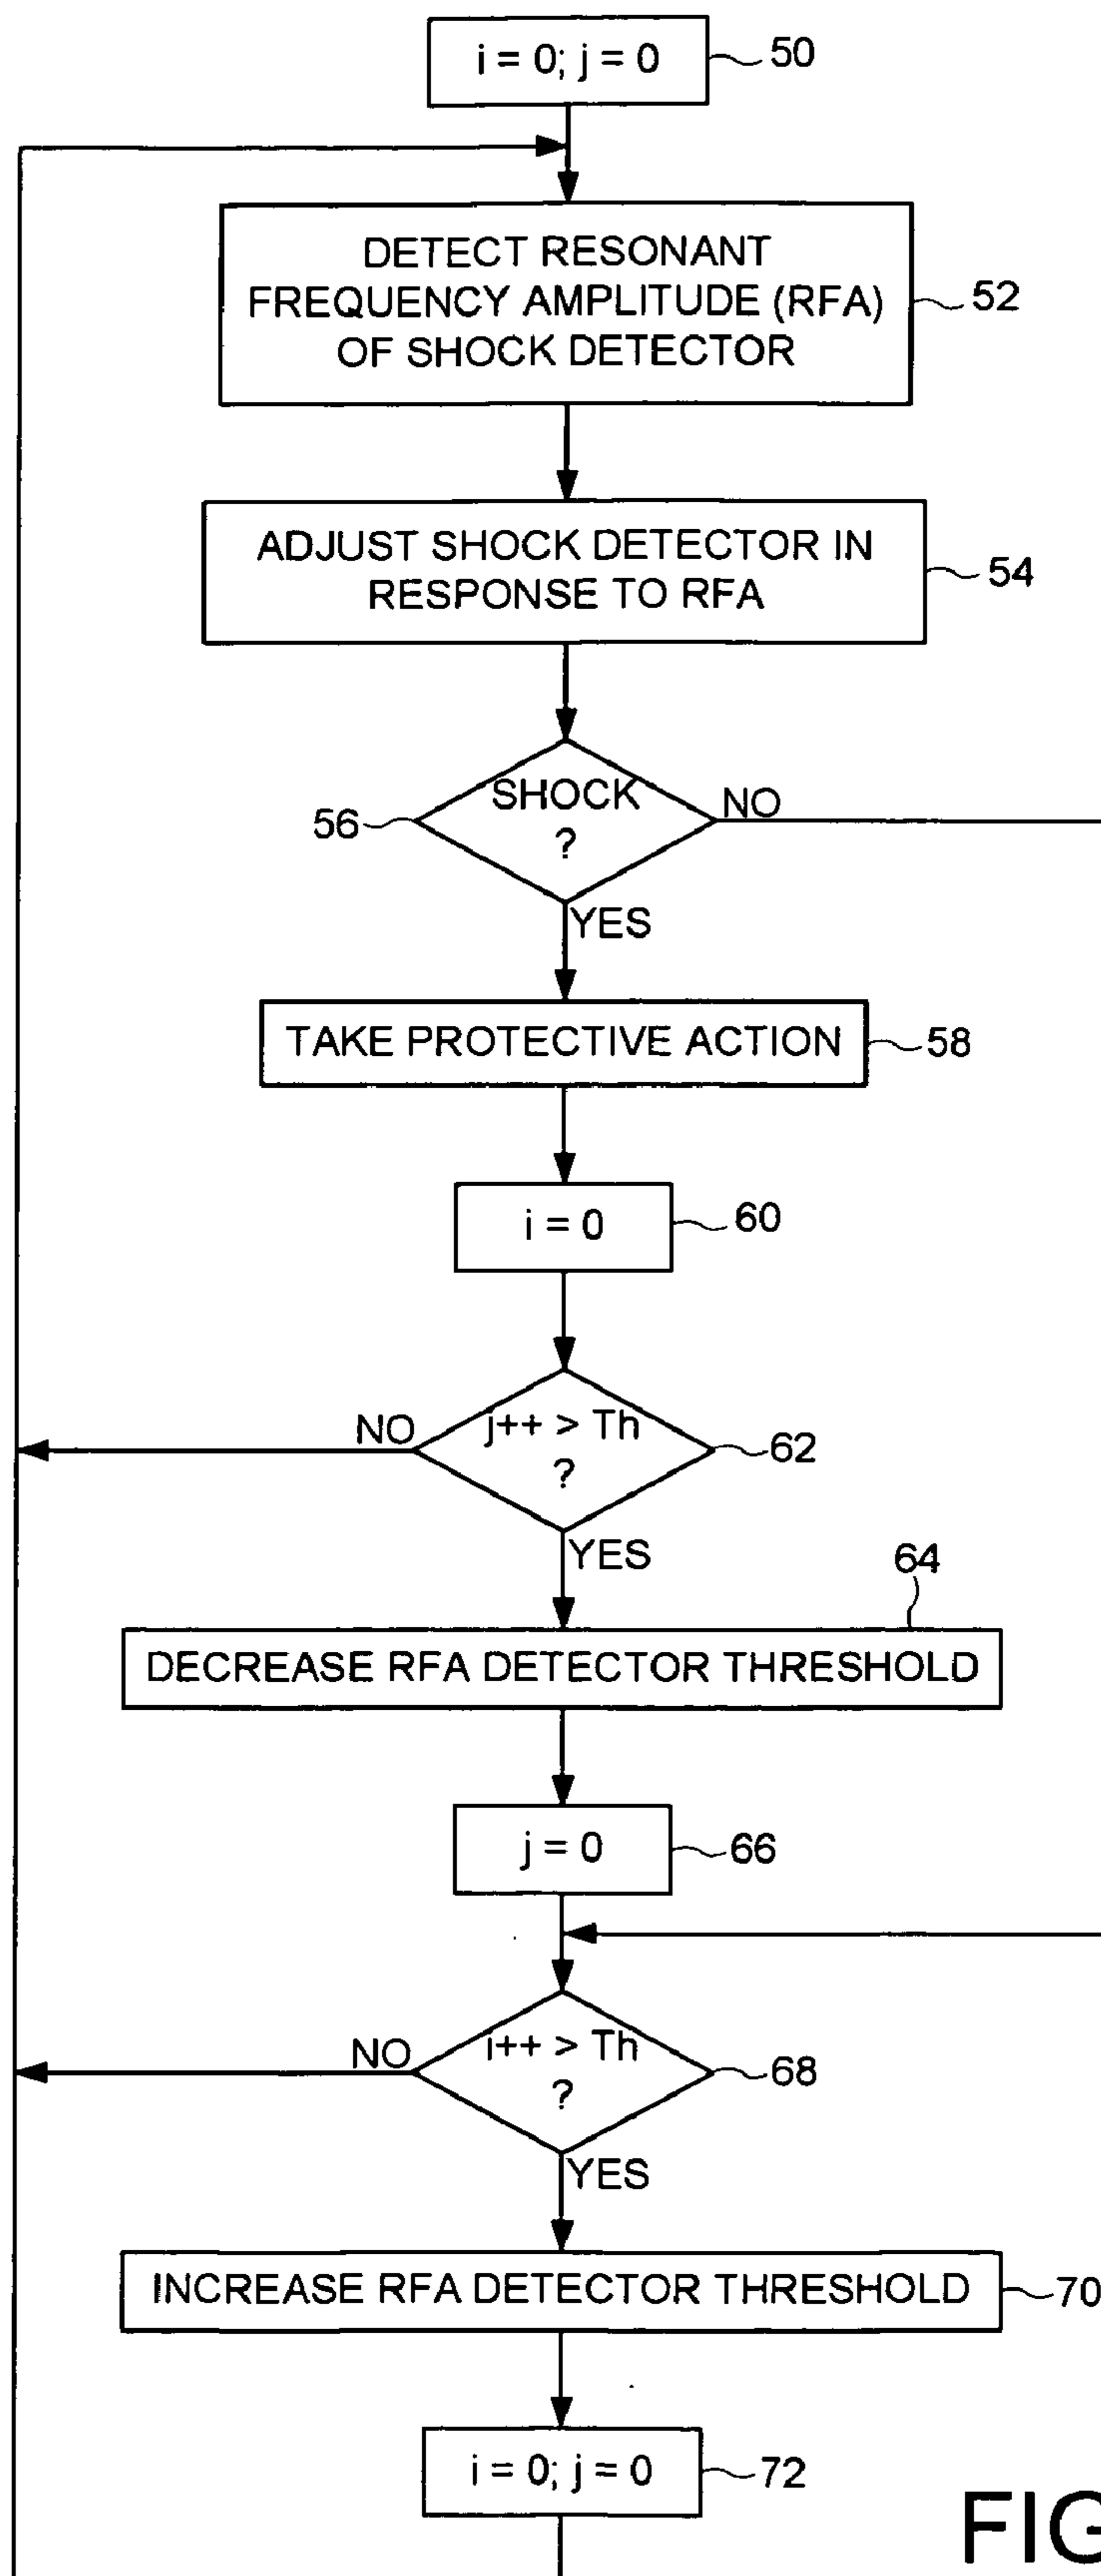 i = 0; j = 0
50
DETECT RESONANT
FREQUENCY AMPLITUDE (RFA)
OF SHOCK DETECTOR
52
ADJUST SHOCK DETECTOR IN
RESPONSE TO RFA
54
SHOCK
?
56
NO
YES
TAKE PROTECTIVE ACTION
58
i = 0
60
j++ > Th
?
62
NO
YES
64
DECREASE RFA DETECTOR THRESHOLD
j = 0
66
i++ > Th
?
68
NO
YES
INCREASE RFA DETECTOR THRESHOLD
70
i = 0; j = 0
72
FIG